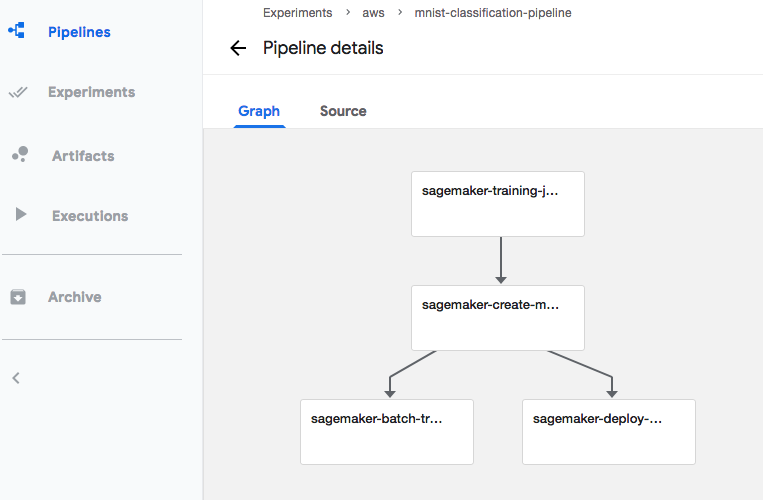 Experiments > aws > mnist-classification-pipeline
Pipelines
Pipeline details
Experiments
Graph Source
Artifacts
sagemaker-training-j...
Executions
Archive
sagemaker-create-m...
sagemaker-batch-tr... sagemaker-deploy-...